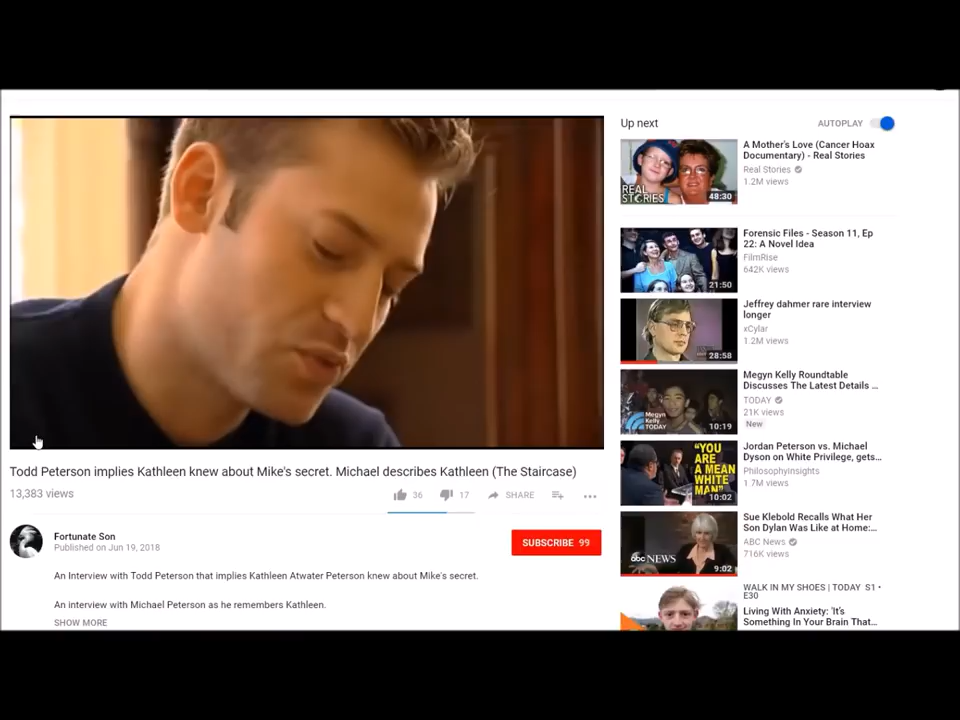 Up next
AUTOPLAY
A Mother's Love (Cancer Hoax
Documentary) - Real Stories
Real Stories
1.2M views
REAL
STORIES
48:30
Forensic Files - Season 11, Ep
22: A Novel Idea
FilmRise
642K views
21:50
Jeffrey dahmer rare interview
longer
xCylar
1.2M views
28:58
Megyn Kelly Roundtable
Discusses The Latest Details ...
TODAY
21K views
New
Megyn
Kelly
TODAY
10:19
Jordan Peterson vs. Michael
Dyson on White Privilege, gets...
PhilosophyInsights
1.7M views
"YOU
ARE A
MEAN
WHITE
MAN"
10:02
Sue Klebold Recalls What Her
Son Dylan Was Like at Home:...
ABC News
716K views
abc NEWS
9:02
WALK IN MY SHOES | TODAY S1 •
E30
Living With Anxiety: 'It's
Something In Your Brain That...
Todd Peterson implies Kathleen knew about Mike's secret. Michael describes Kathleen (The Staircase)
13,383 views
36
17
SHARE
Fortunate Son
Published on Jun 19, 2018
SUBSCRIBE 99
An Interview with Todd Peterson that implies Kathleen Atwater Peterson knew about Mike's secret.
An interview with Michael Peterson as he remembers Kathleen.
SHOW MORE